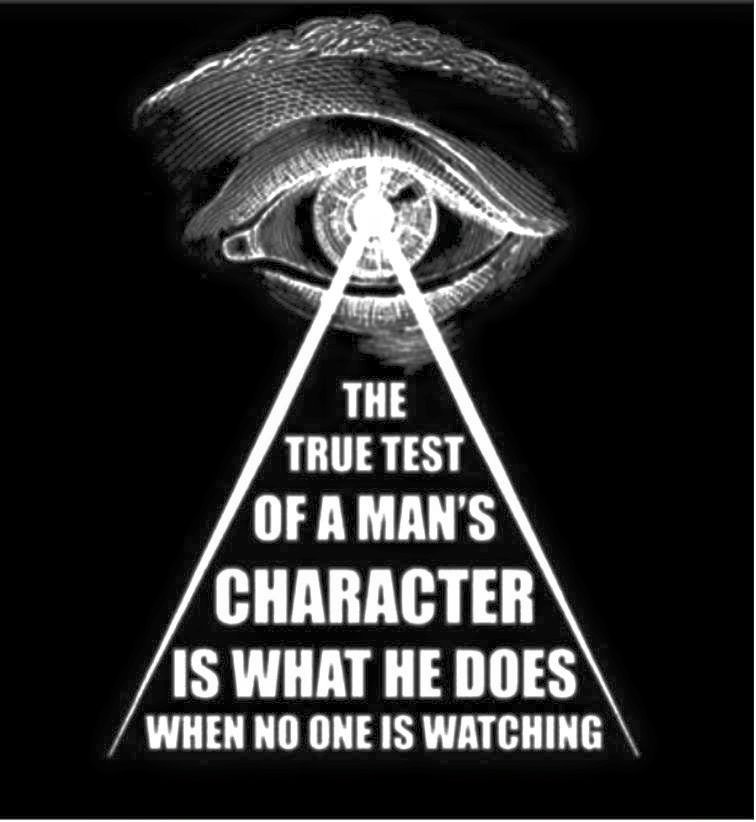 THE
TRUE TEST
OF A MAN'S
CHARACTER
IS WHAT HE DOES
WHEN NO ONE IS WATCHING